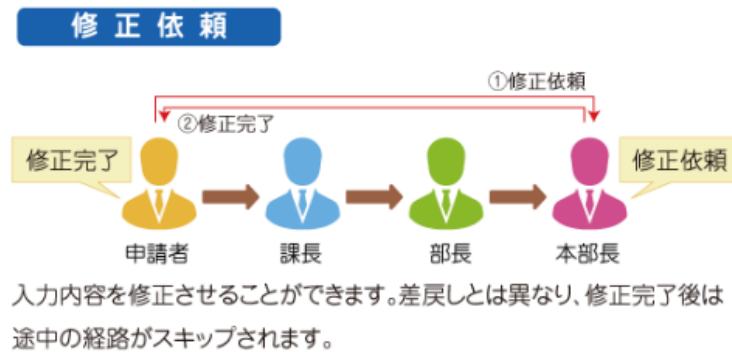 修正依頼
①修正依頼
②修正完了
修正完了
修正依頼
申請者
課長
部長
本部長
入力内容を修正させることができます。差戻しとは異なり、修正完了後は
途中の経路がスキップされます。